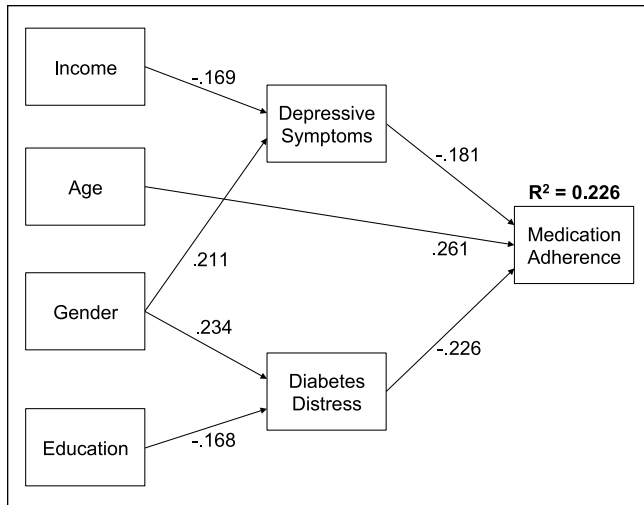 Income
-.169
Depressive
Symptoms
-.181
Age
R² = 0.226
Medication
Adherence
.261
.211
Gender
.234
-.226
Diabetes
Distress
-.168
Education